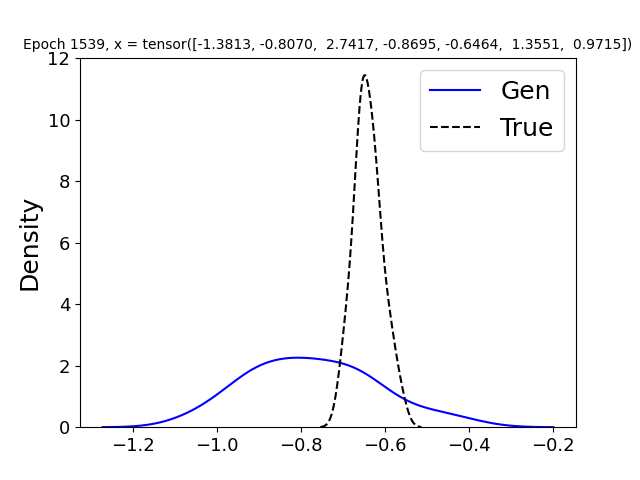 Epoch 1539, x = tensor([-1.3813, -0.8070,  2.7417, -0.8695, -0.6464,  1.3551,  0.9715])
12
10
8
6
4
2
0
Density
Gen
True
−1.2 −1.0 −0.8 −0.6 −0.4 −0.2